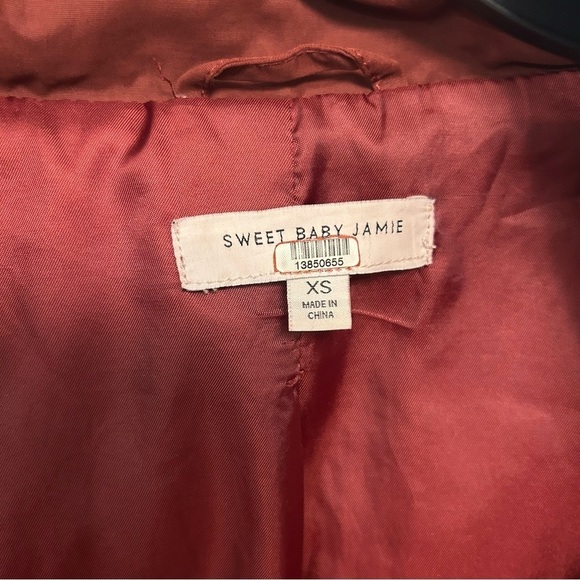 SWEET BABY JAMIE
13850655
XS
MADE IN
CHINA